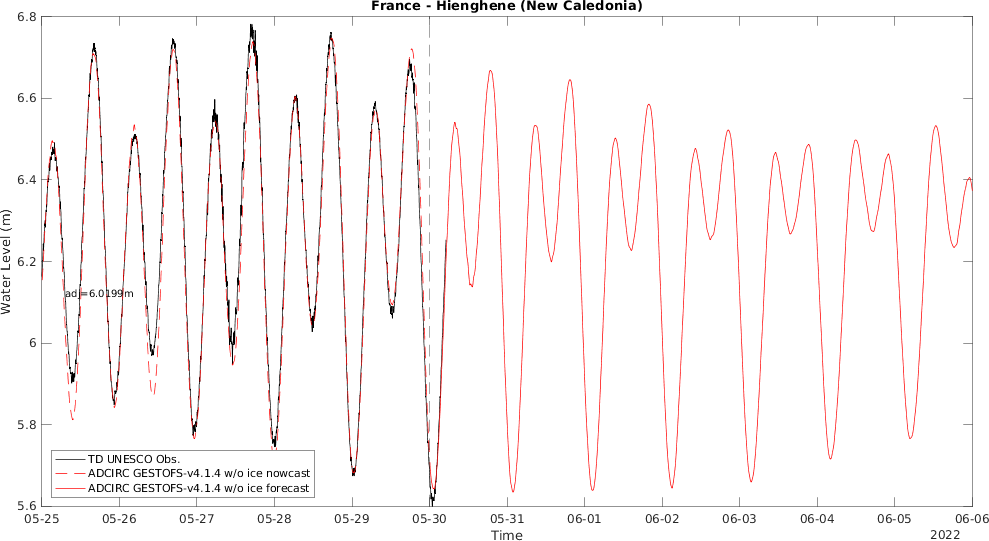 France - Hienghene (New Caledonia)
6.8
6.6
6.4
6.2
6
5.8
5.6
Water Level (m)
adj=6.0199m
TD UNESCO Obs.
ADCIRC GESTOFS-v4.1.4 w/o ice nowcast
ADCIRC GESTOFS-v4.1.4 w/o ice forecast
05-25 05-26 05-27 05-28 05-29 05-30 05-31 06-01 06-02 06-03 06-04 06-05 06-06
Time
2022